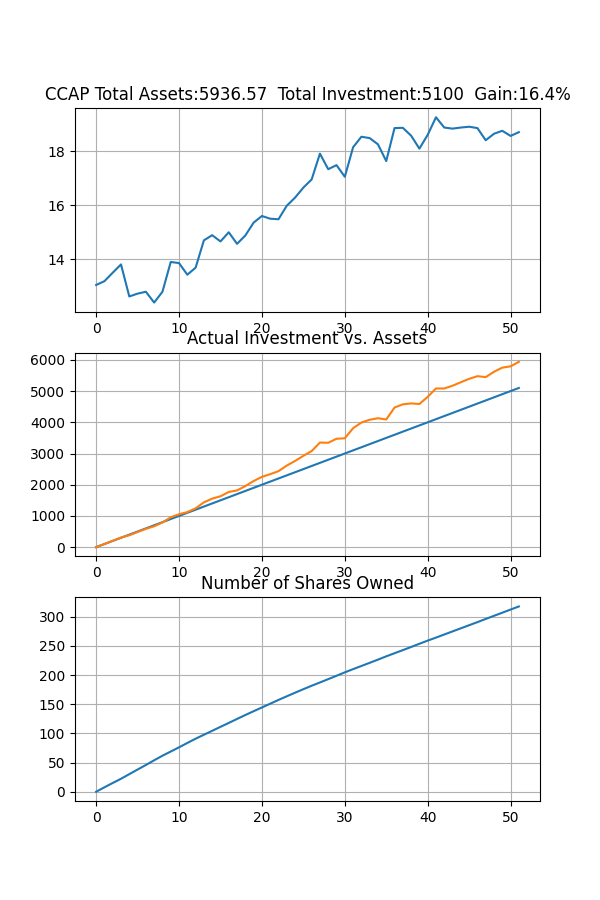 CCAP Total Assets:5936.57  Total Investment:5100  Gain:16.4%
18
16
14
0 10 20 30 40 50
Actual Investment vs. Assets
6000
5000
4000
3000
2000
1000
0
0 10 20 30 40 50
Number of Shares Owned
300
250
200
150
100
50
0
0 10 20 30 40 50